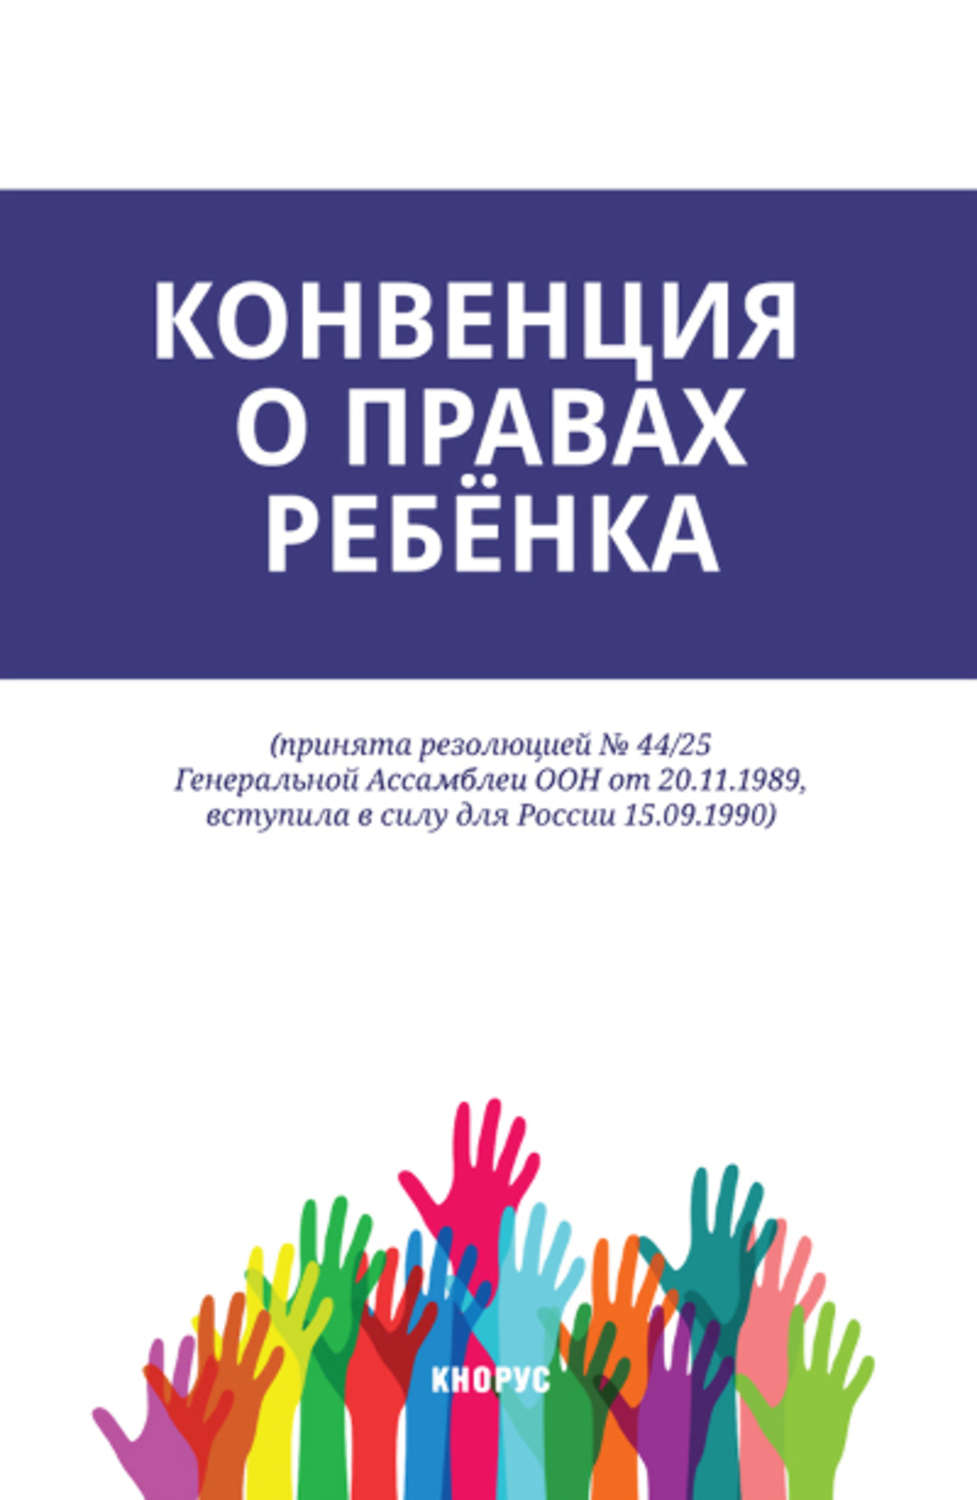 КОНВЕНЦИЯ
О ПРАВАХ
РЕБЁНКА
(принята резолюцией № 44/25
Генеральной Ассамблеи ООН от 20.11.1989,
вступила в силу для России 15.09.1990)
КНОРУС